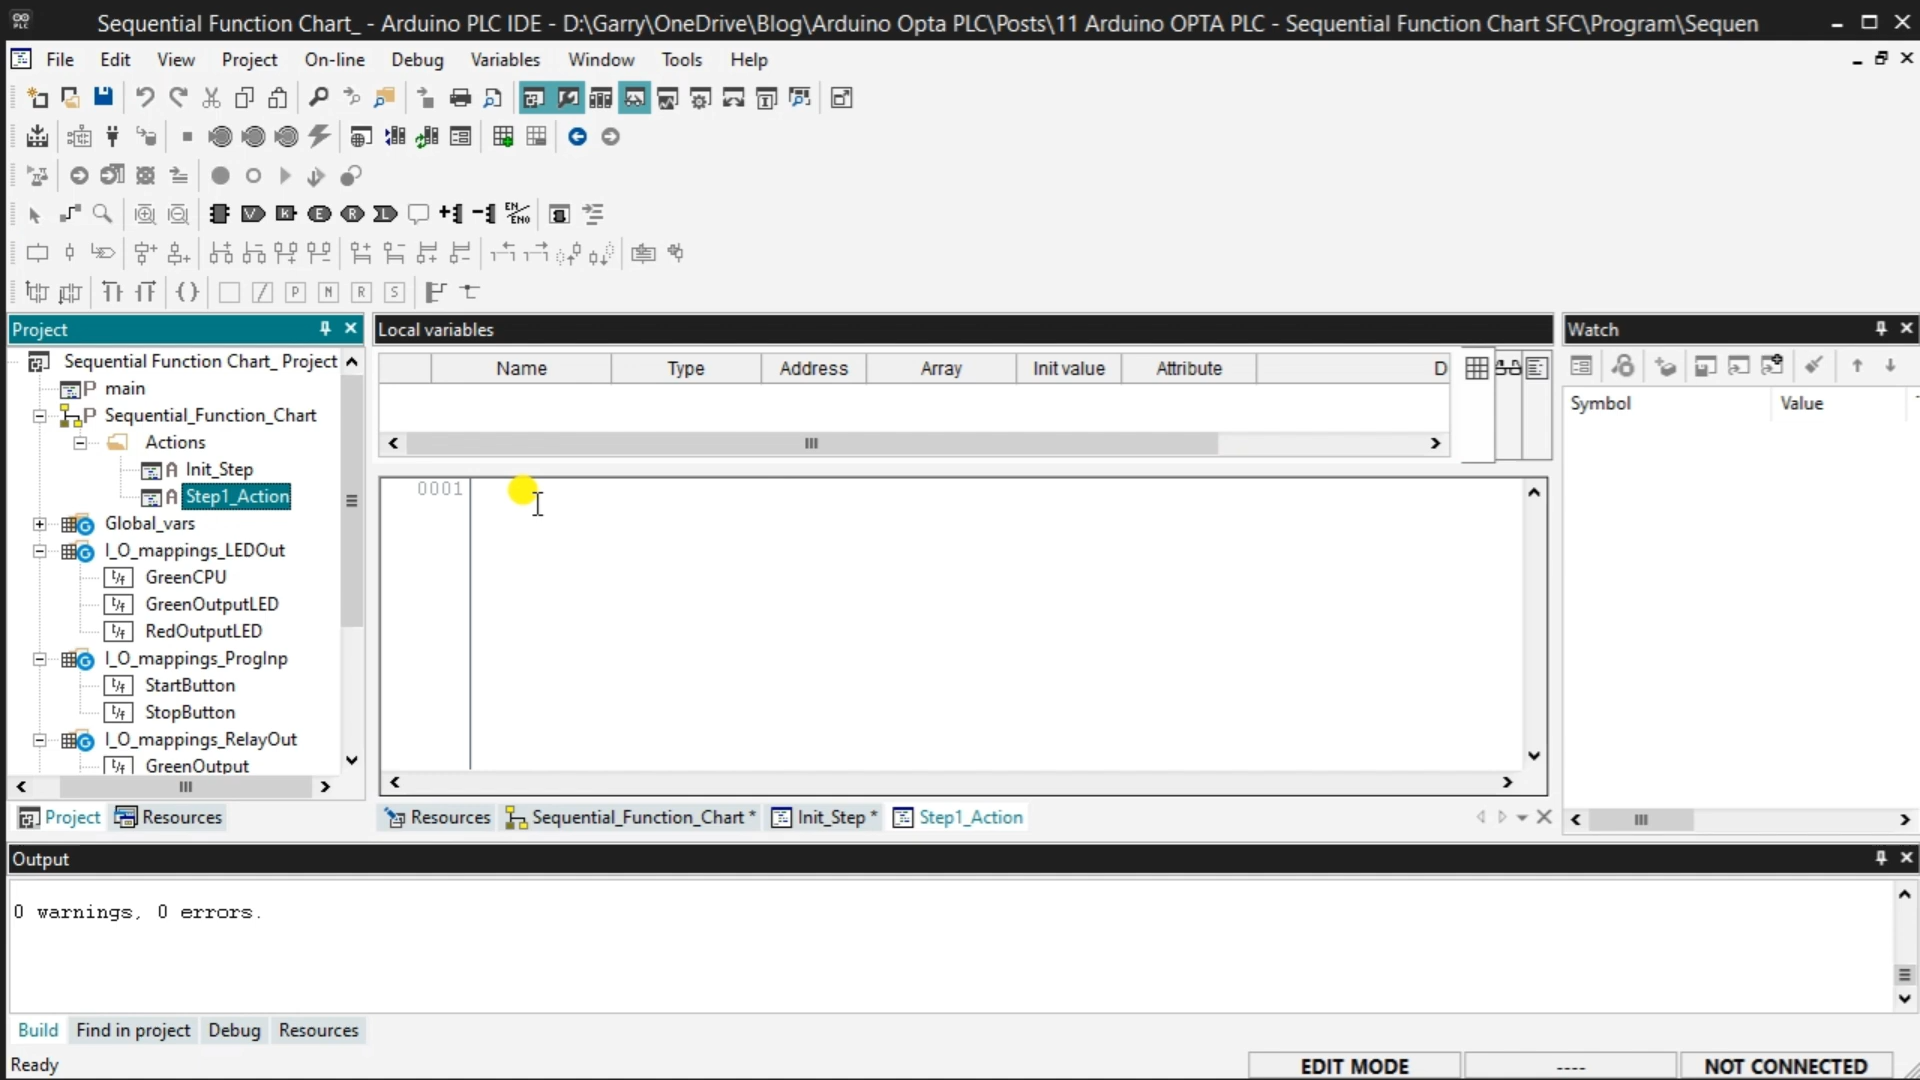 Sequential Function Chart_ - Arduino PLC IDE - D:\Garry\OneDrive\Blog\Arduino Opta PLC\Posts\11 Arduino OPTA PLC - Sequential Function Chart SFC\Program\Sequen
File Edit View Project On-line Debug Variables Window Tools Help
EN/ENO
P N R S
Project
Local variables
Watch
Sequential Function Chart_ Project
Name Type Address Array Init value Attribute D
P main
Symbol Value
P Sequential_Function_Chart
Actions
A Init_Step
A Step1_Action
0001
Global_vars
I_O_mappings_LEDOut
GreenCPU
GreenOutputLED
RedOutputLED
I_O_mappings_ProgInp
StartButton
StopButton
I_O_mappings_RelayOut
GreenOutput
Project Resources
Resources Sequential_Function_Chart * Init_Step * Step1_Action
Output
0 warnings, 0 errors.
Build Find in project Debug Resources
Ready
EDIT MODE ---- NOT CONNECTED